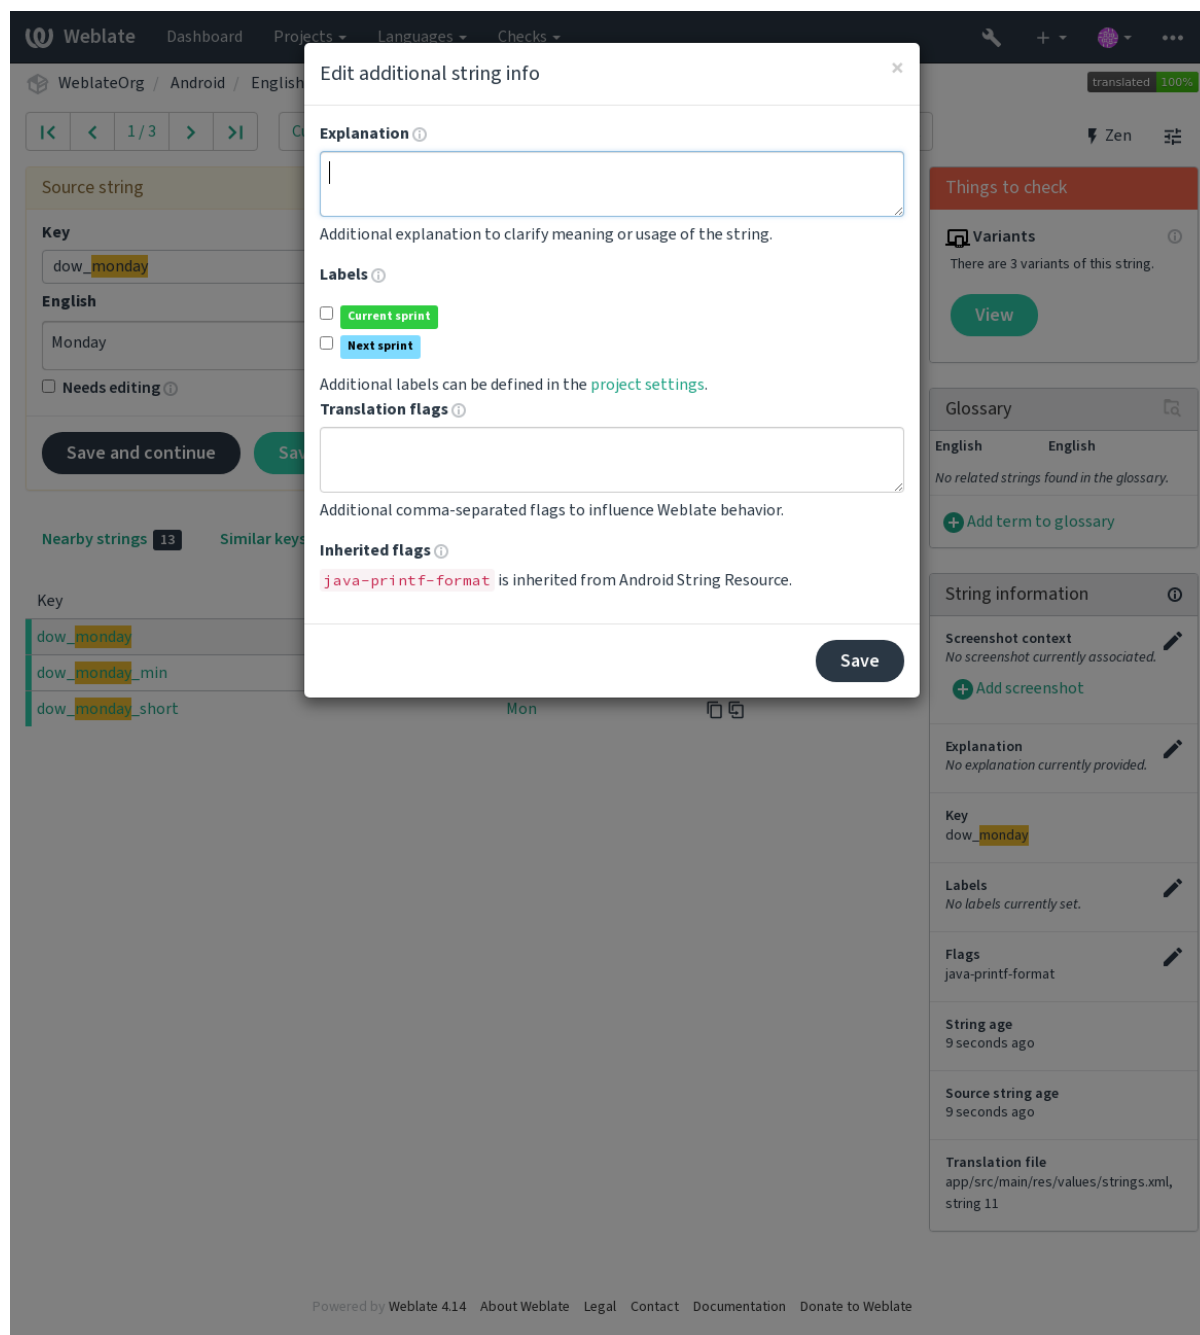 Weblate Dashboard Projects Languages Checks
WeblateOrg / Android / English
translated 100%
1 / 3
Zen
Edit additional string info
×
Explanation
Additional explanation to clarify meaning or usage of the string.
Labels
Current sprint
Next sprint
Additional labels can be defined in the project settings.
Translation flags
Additional comma-separated flags to influence Weblate behavior.
Inherited flags
java-printf-format is inherited from Android String Resource.
Save
Source string
Key
dow_monday
English
Monday
Needs editing
Save and continue
Nearby strings 13 Similar keys
Key
dow_monday
dow_monday_min
dow_monday_short Mon
Things to check
Variants
There are 3 variants of this string.
View
Glossary
English English
No related strings found in the glossary.
Add term to glossary
String information
Screenshot context
No screenshot currently associated.
Add screenshot
Explanation
No explanation currently provided.
Key
dow_monday
Labels
No labels currently set.
Flags
java-printf-format
String age
9 seconds ago
Source string age
9 seconds ago
Translation file
app/src/main/res/values/strings.xml,
string 11
Powered by Weblate 4.14 About Weblate Legal Contact Documentation Donate to Weblate